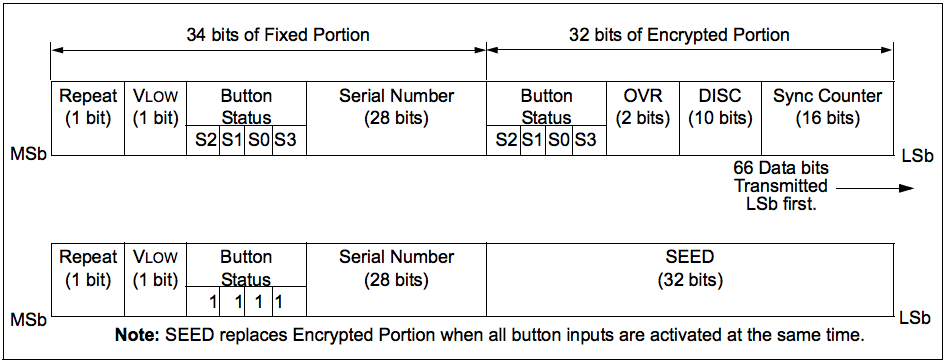 34 bits of Fixed Portion 32 bits of Encrypted Portion
Repeat VLOW Button Serial Number Button OVR DISC Sync Counter
(1 bit) (1 bit) Status (28 bits) Status (2 bits) (10 bits) (16 bits)
S2 S1 S0 S3 S2 S1 S0 S3
MSb LSb
66 Data bits
Transmitted
LSb first.
Repeat VLOW Button Serial Number SEED
(1 bit) (1 bit) Status (28 bits) (32 bits)
1 1 1 1
MSb LSb
Note: SEED replaces Encrypted Portion when all button inputs are activated at the same time.